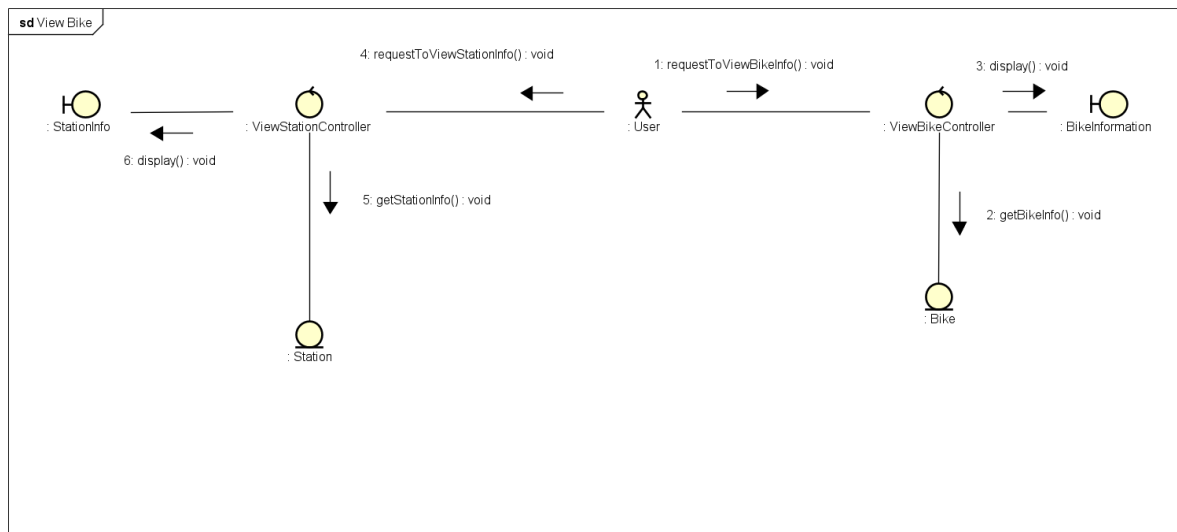 sd View Bike
4: requestToViewStationInfo() : void
1: requestToViewBikeInfo() : void
3: display() : void
: StationInfo
: ViewStationController
: User
: ViewBikeController
: BikeInformation
6: display() : void
5: getStationInfo() : void
2: getBikeInfo() : void
: Bike
: Station